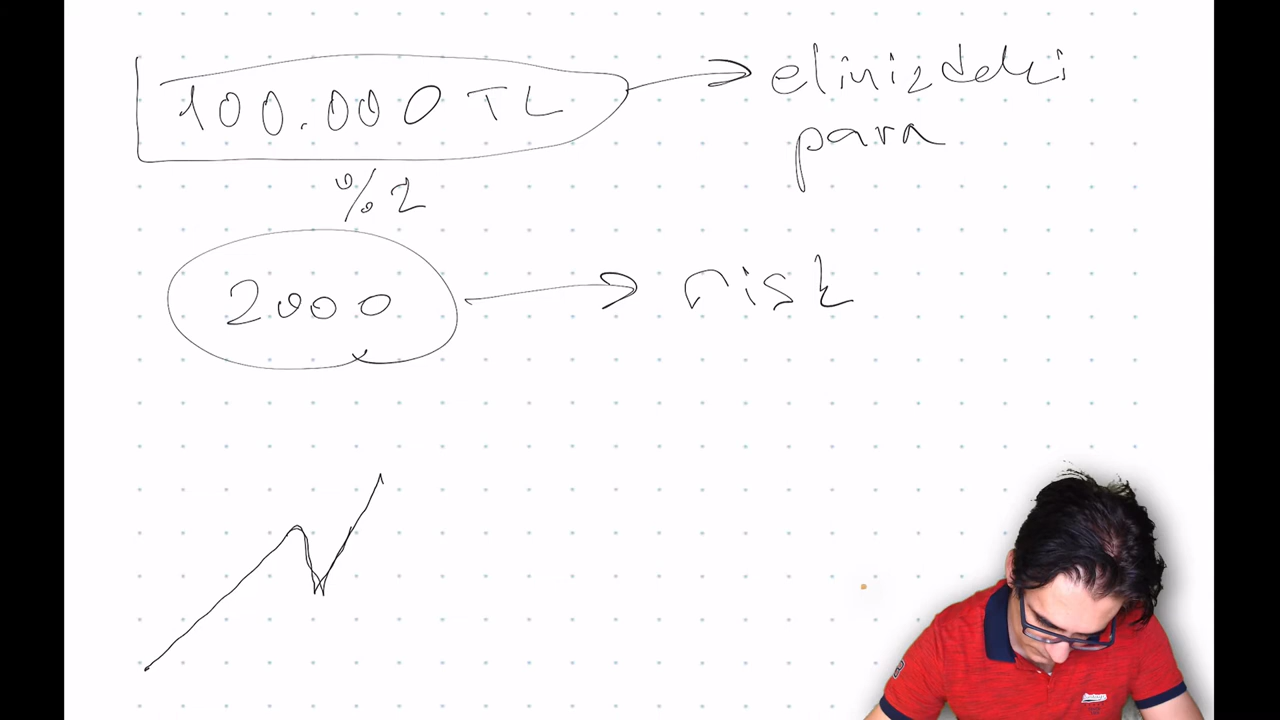 100.000 TL → elinizdeki
para
%2
2000 → risk